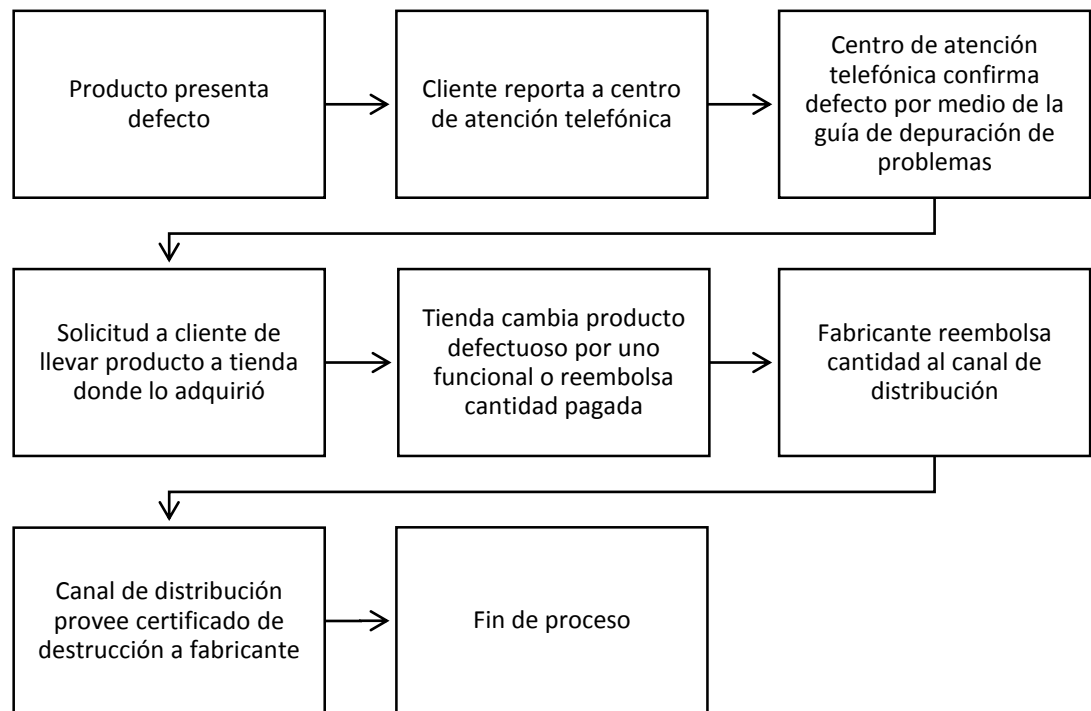 Producto presenta
defecto
Cliente reporta a centro
de atención telefónica
Centro de atención
telefónica confirma
defecto por medio de la
guía de depuración de
problemas
Solicitud a cliente de
llevar producto a tienda
donde lo adquirió
Tienda cambia producto
defectuoso por uno
funcional o reembolsa
cantidad pagada
Fabricante reembolsa
cantidad al canal de
distribución
Canal de distribución
provee certificado de
destrucción a fabricante
Fin de proceso